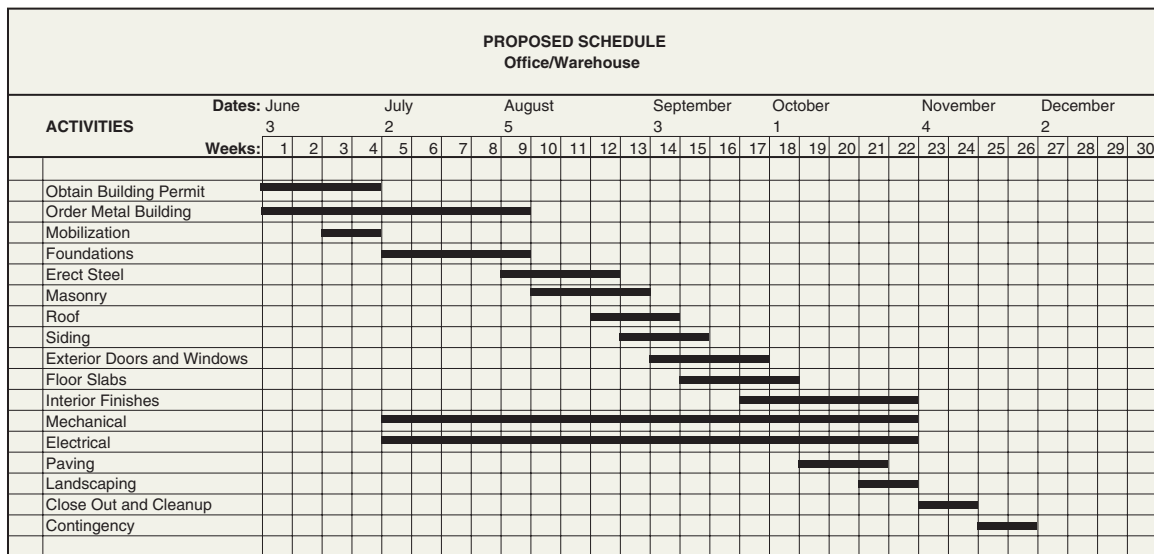 PROPOSED SCHEDULE
Office/Warehouse
Dates: June July August September October November December
ACTIVITIES 3 2 5 3 1 4 2
Weeks: 1 2 3 4 5 6 7 8 9 10 11 12 13 14 15 16 17 18 19 20 21 22 23 24 25 26 27 28 29 30
Obtain Building Permit
Order Metal Building
Mobilization
Foundations
Erect Steel
Masonry
Roof
Siding
Exterior Doors and Windows
Floor Slabs
Interior Finishes
Mechanical
Electrical
Paving
Landscaping
Close Out and Cleanup
Contingency